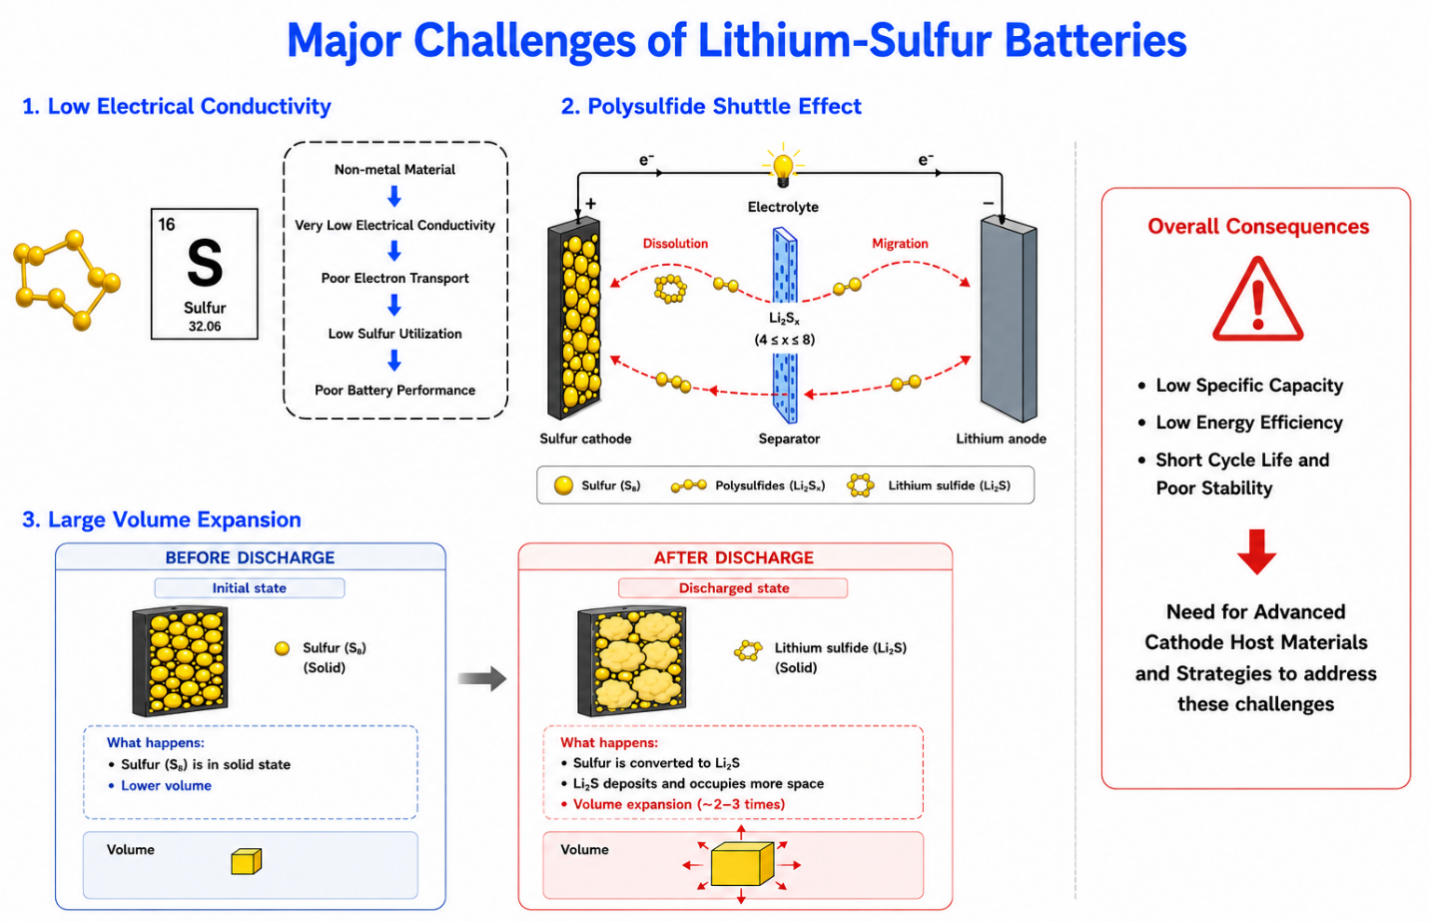 Major Challenges of Lithium-Sulfur Batteries
1. Low Electrical Conductivity
16
S
Sulfur
32.06
Non-metal Material
Very Low Electrical Conductivity
Poor Electron Transport
Low Sulfur Utilization
Poor Battery Performance
2. Polysulfide Shuttle Effect
e⁻
e⁻
+
−
Electrolyte
Dissolution
Migration
Li₂Sₓ
(4 ≤ x ≤ 8)
Sulfur cathode
Separator
Lithium anode
Sulfur (S₈)
Polysulfides (Li₂Sₓ)
Lithium sulfide (Li₂S)
3. Large Volume Expansion
BEFORE DISCHARGE
Initial state
Sulfur (S₈)
(Solid)
What happens:
• Sulfur (S₈) is in solid state
• Lower volume
Volume
AFTER DISCHARGE
Discharged state
Lithium sulfide (Li₂S)
(Solid)
What happens:
• Sulfur is converted to Li₂S
• Li₂S deposits and occupies more space
• Volume expansion (~2–3 times)
Volume
Overall Consequences
• Low Specific Capacity
• Low Energy Efficiency
• Short Cycle Life and
Poor Stability
Need for Advanced
Cathode Host Materials
and Strategies to address
these challenges